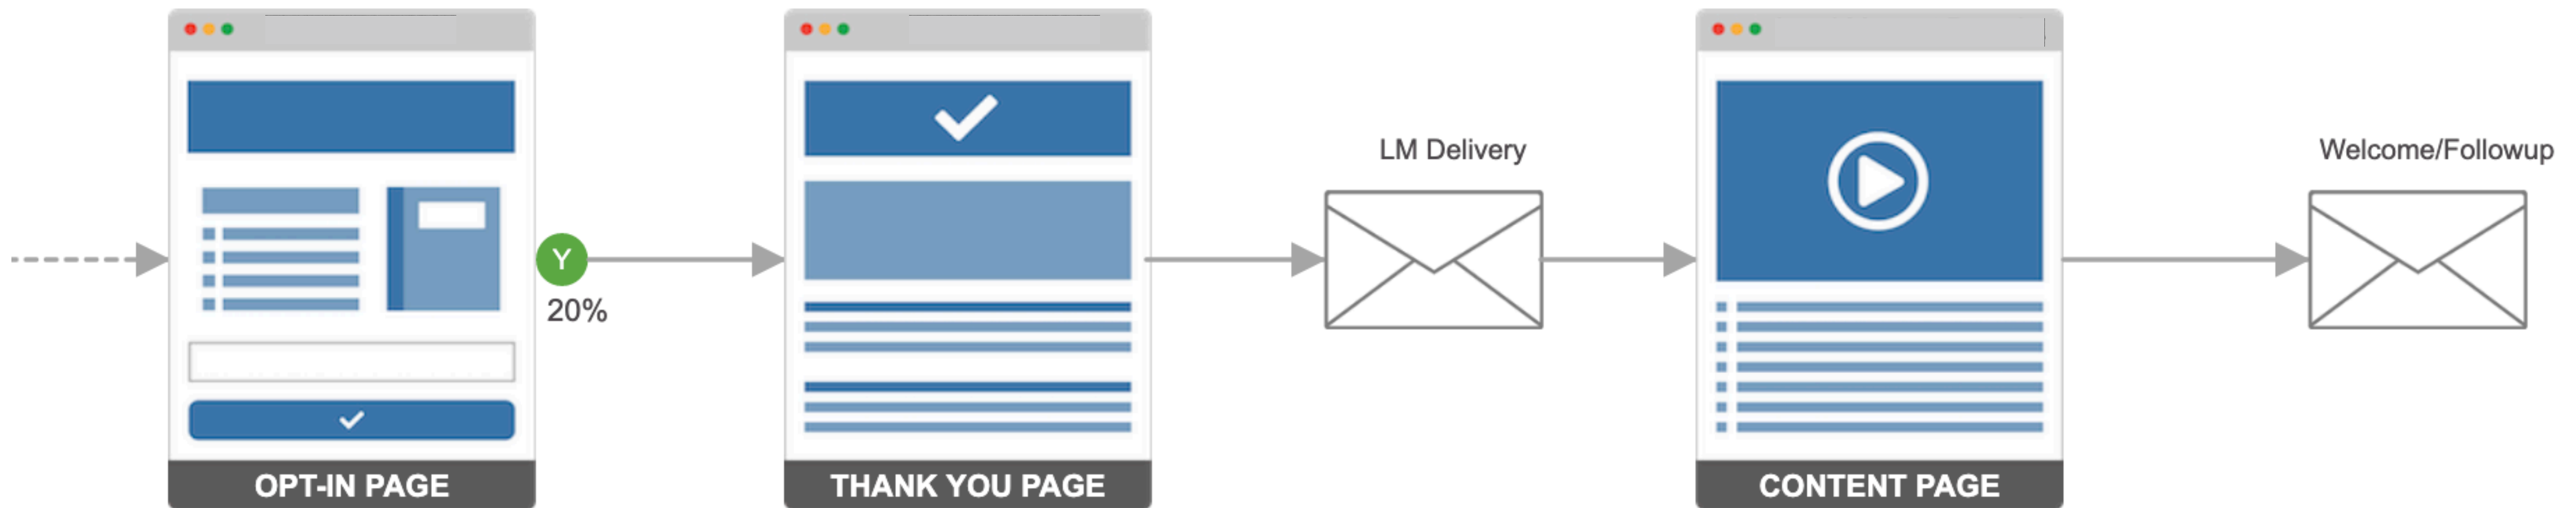 Y
20%
OPT-IN PAGE
THANK YOU PAGE
LM Delivery
CONTENT PAGE
Welcome/Followup